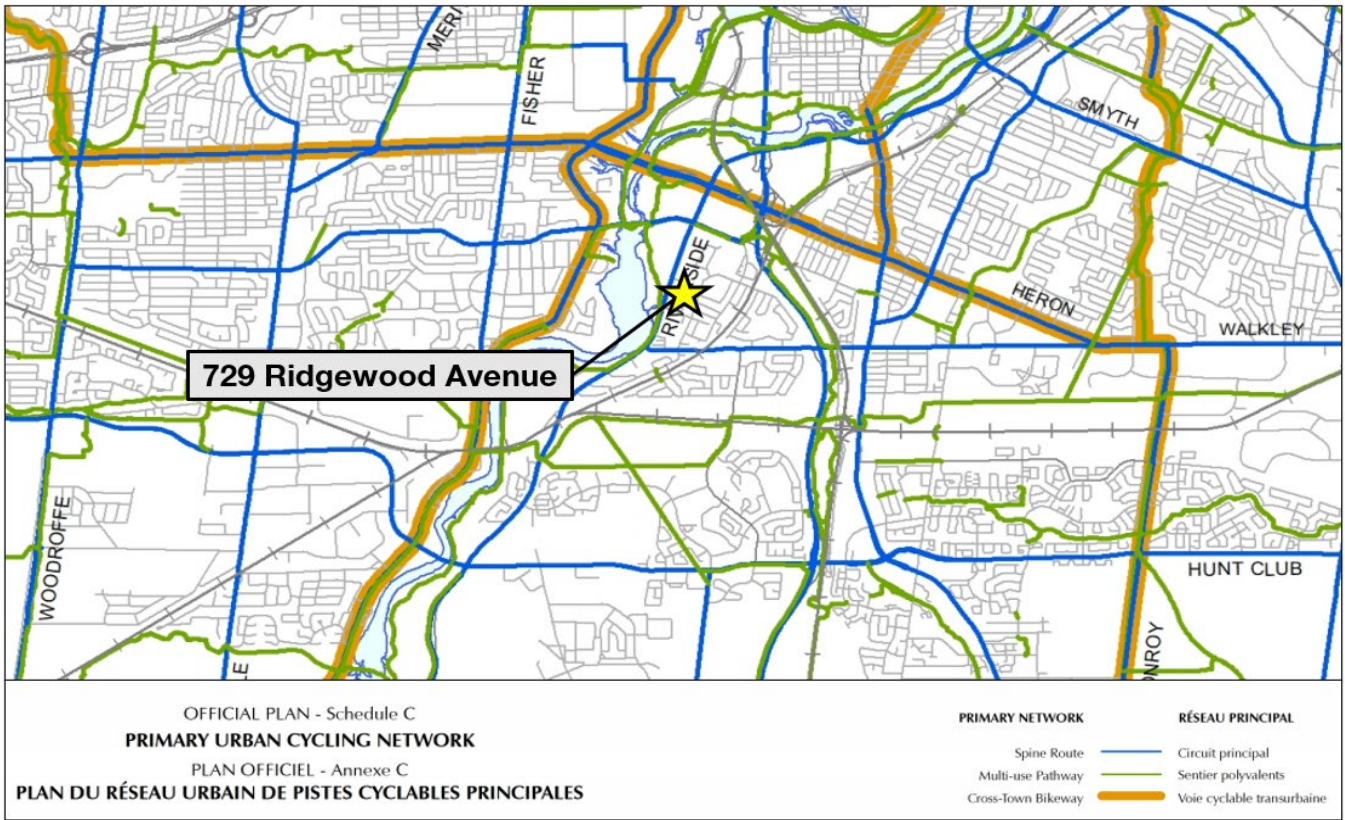 MERI
FISHER
SMYTH
RIVERSIDE
HERON
WALKLEY
729 Ridgewood Avenue
WOODROFFE
HUNT CLUB
LE
NROY
OFFICIAL PLAN - Schedule C
PRIMARY URBAN CYCLING NETWORK
PLAN OFFICIEL - Annexe C
PLAN DU RÉSEAU URBAIN DE PISTES CYCLABLES PRINCIPALES
PRIMARY NETWORK RÉSEAU PRINCIPAL
Spine Route Circuit principal
Multi-use Pathway Sentier polyvalents
Cross-Town Bikeway Voie cyclable transurbaine